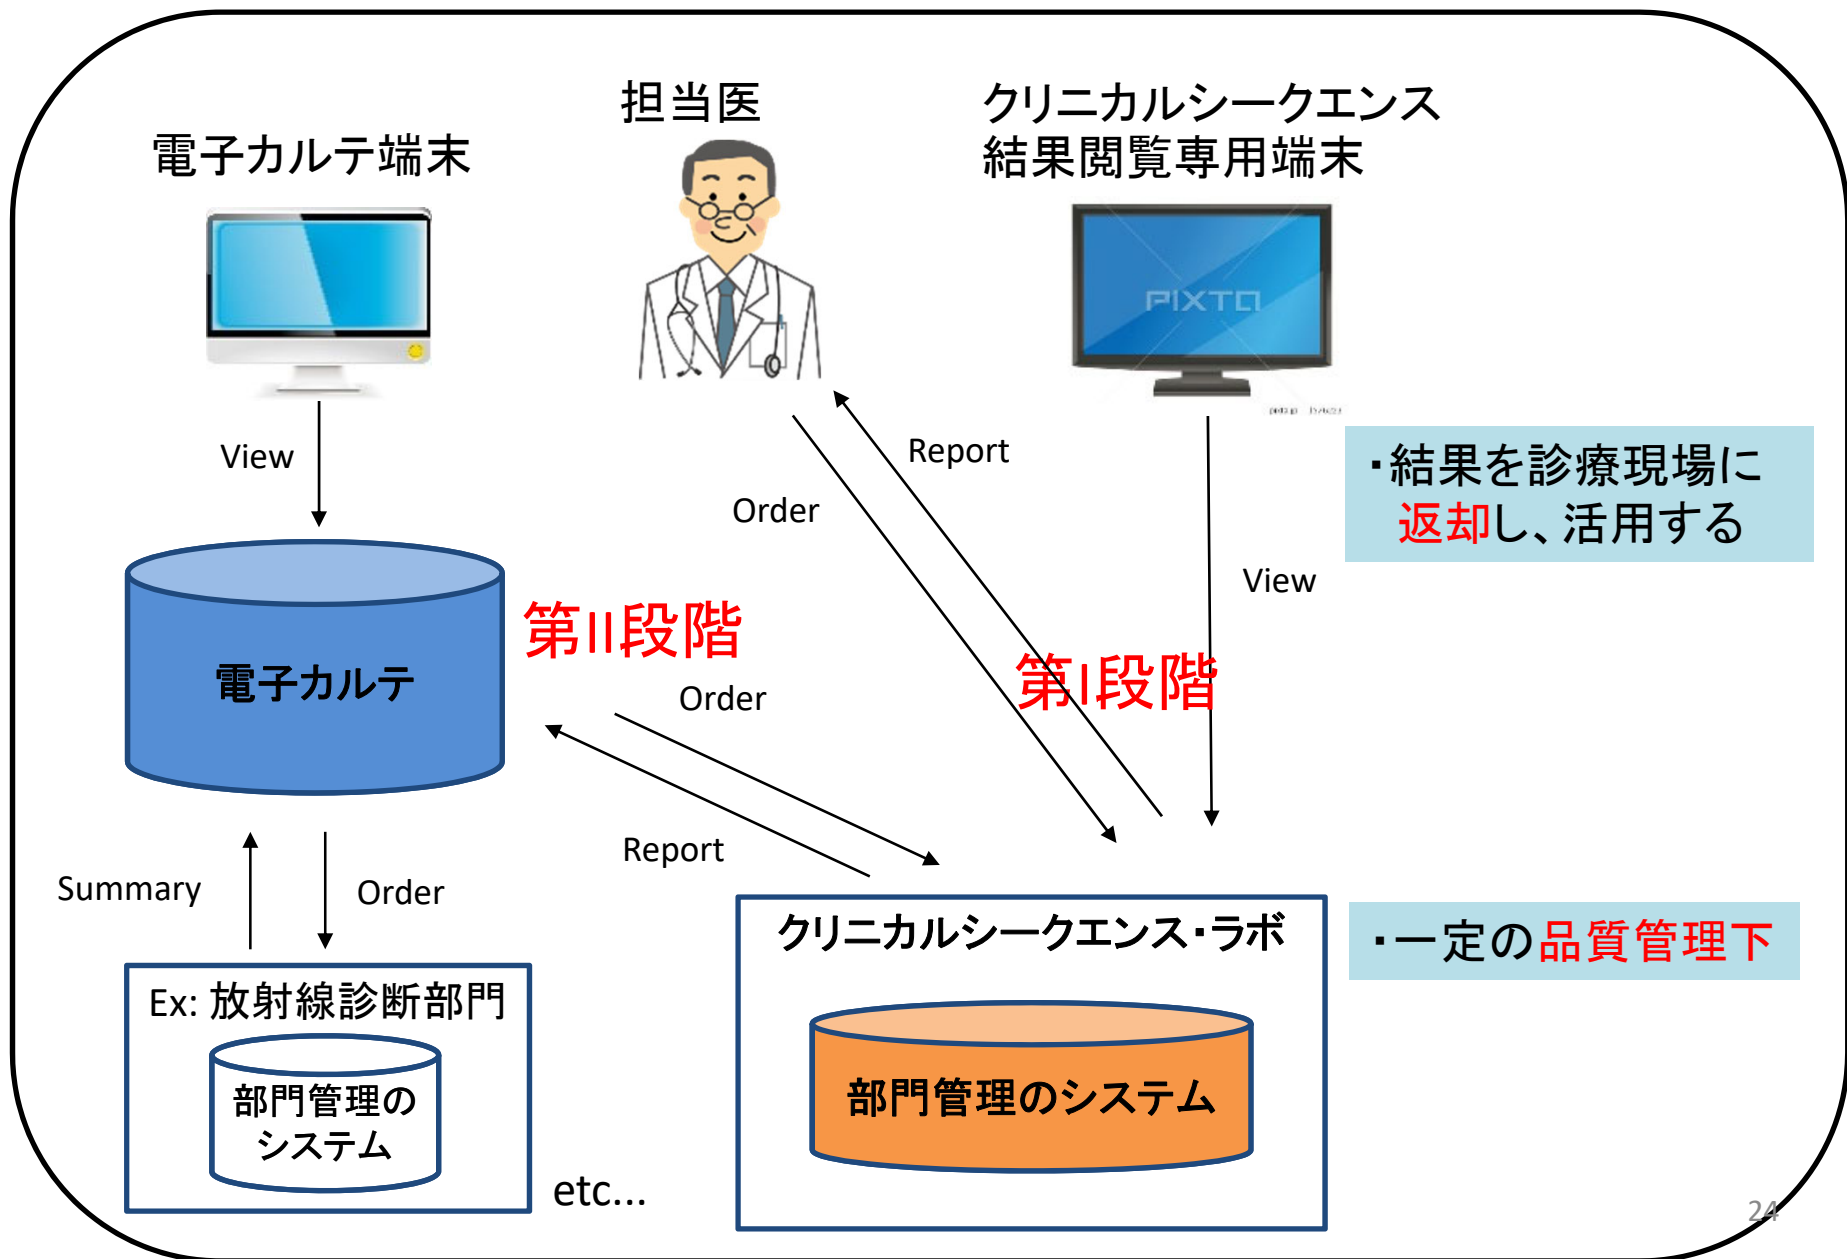 担当医
クリニカルシークエンス
結果閲覧専用端末
電子カルテ端末
PIXTA
View
Report
Order
・結果を診療現場に
返却し、活用する
View
第II段階
第I段階
電子カルテ
Order
Report
Summary
Order
クリニカルシークエンス・ラボ
・一定の品質管理下
Ex: 放射線診断部門
部門管理の
システム
部門管理のシステム
etc...
24